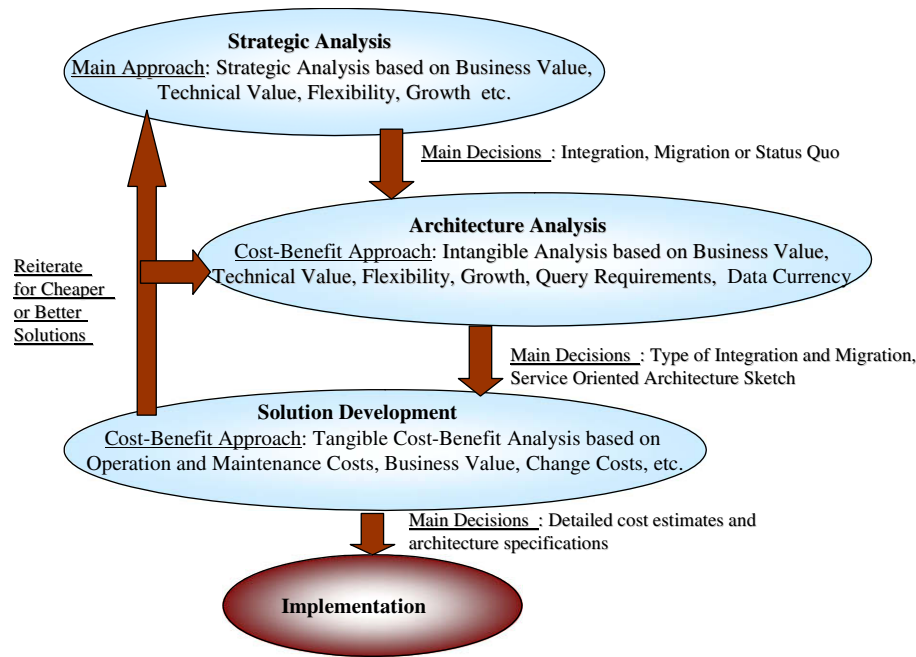 Strategic Analysis
Main Approach: Strategic Analysis based on Business Value,
Technical Value, Flexibility, Growth etc.
Main Decisions : Integration, Migration or Status Quo
Architecture Analysis
Cost-Benefit Approach: Intangible Analysis based on Business Value,
Technical Value, Flexibility, Growth, Query Requirements, Data Currency
Reiterate
for Cheaper
or Better
Solutions
Main Decisions : Type of Integration and Migration,
Service Oriented Architecture Sketch
Solution Development
Cost-Benefit Approach: Tangible Cost-Benefit Analysis based on
Operation and Maintenance Costs, Business Value, Change Costs, etc.
Main Decisions : Detailed cost estimates and
architecture specifications
Implementation